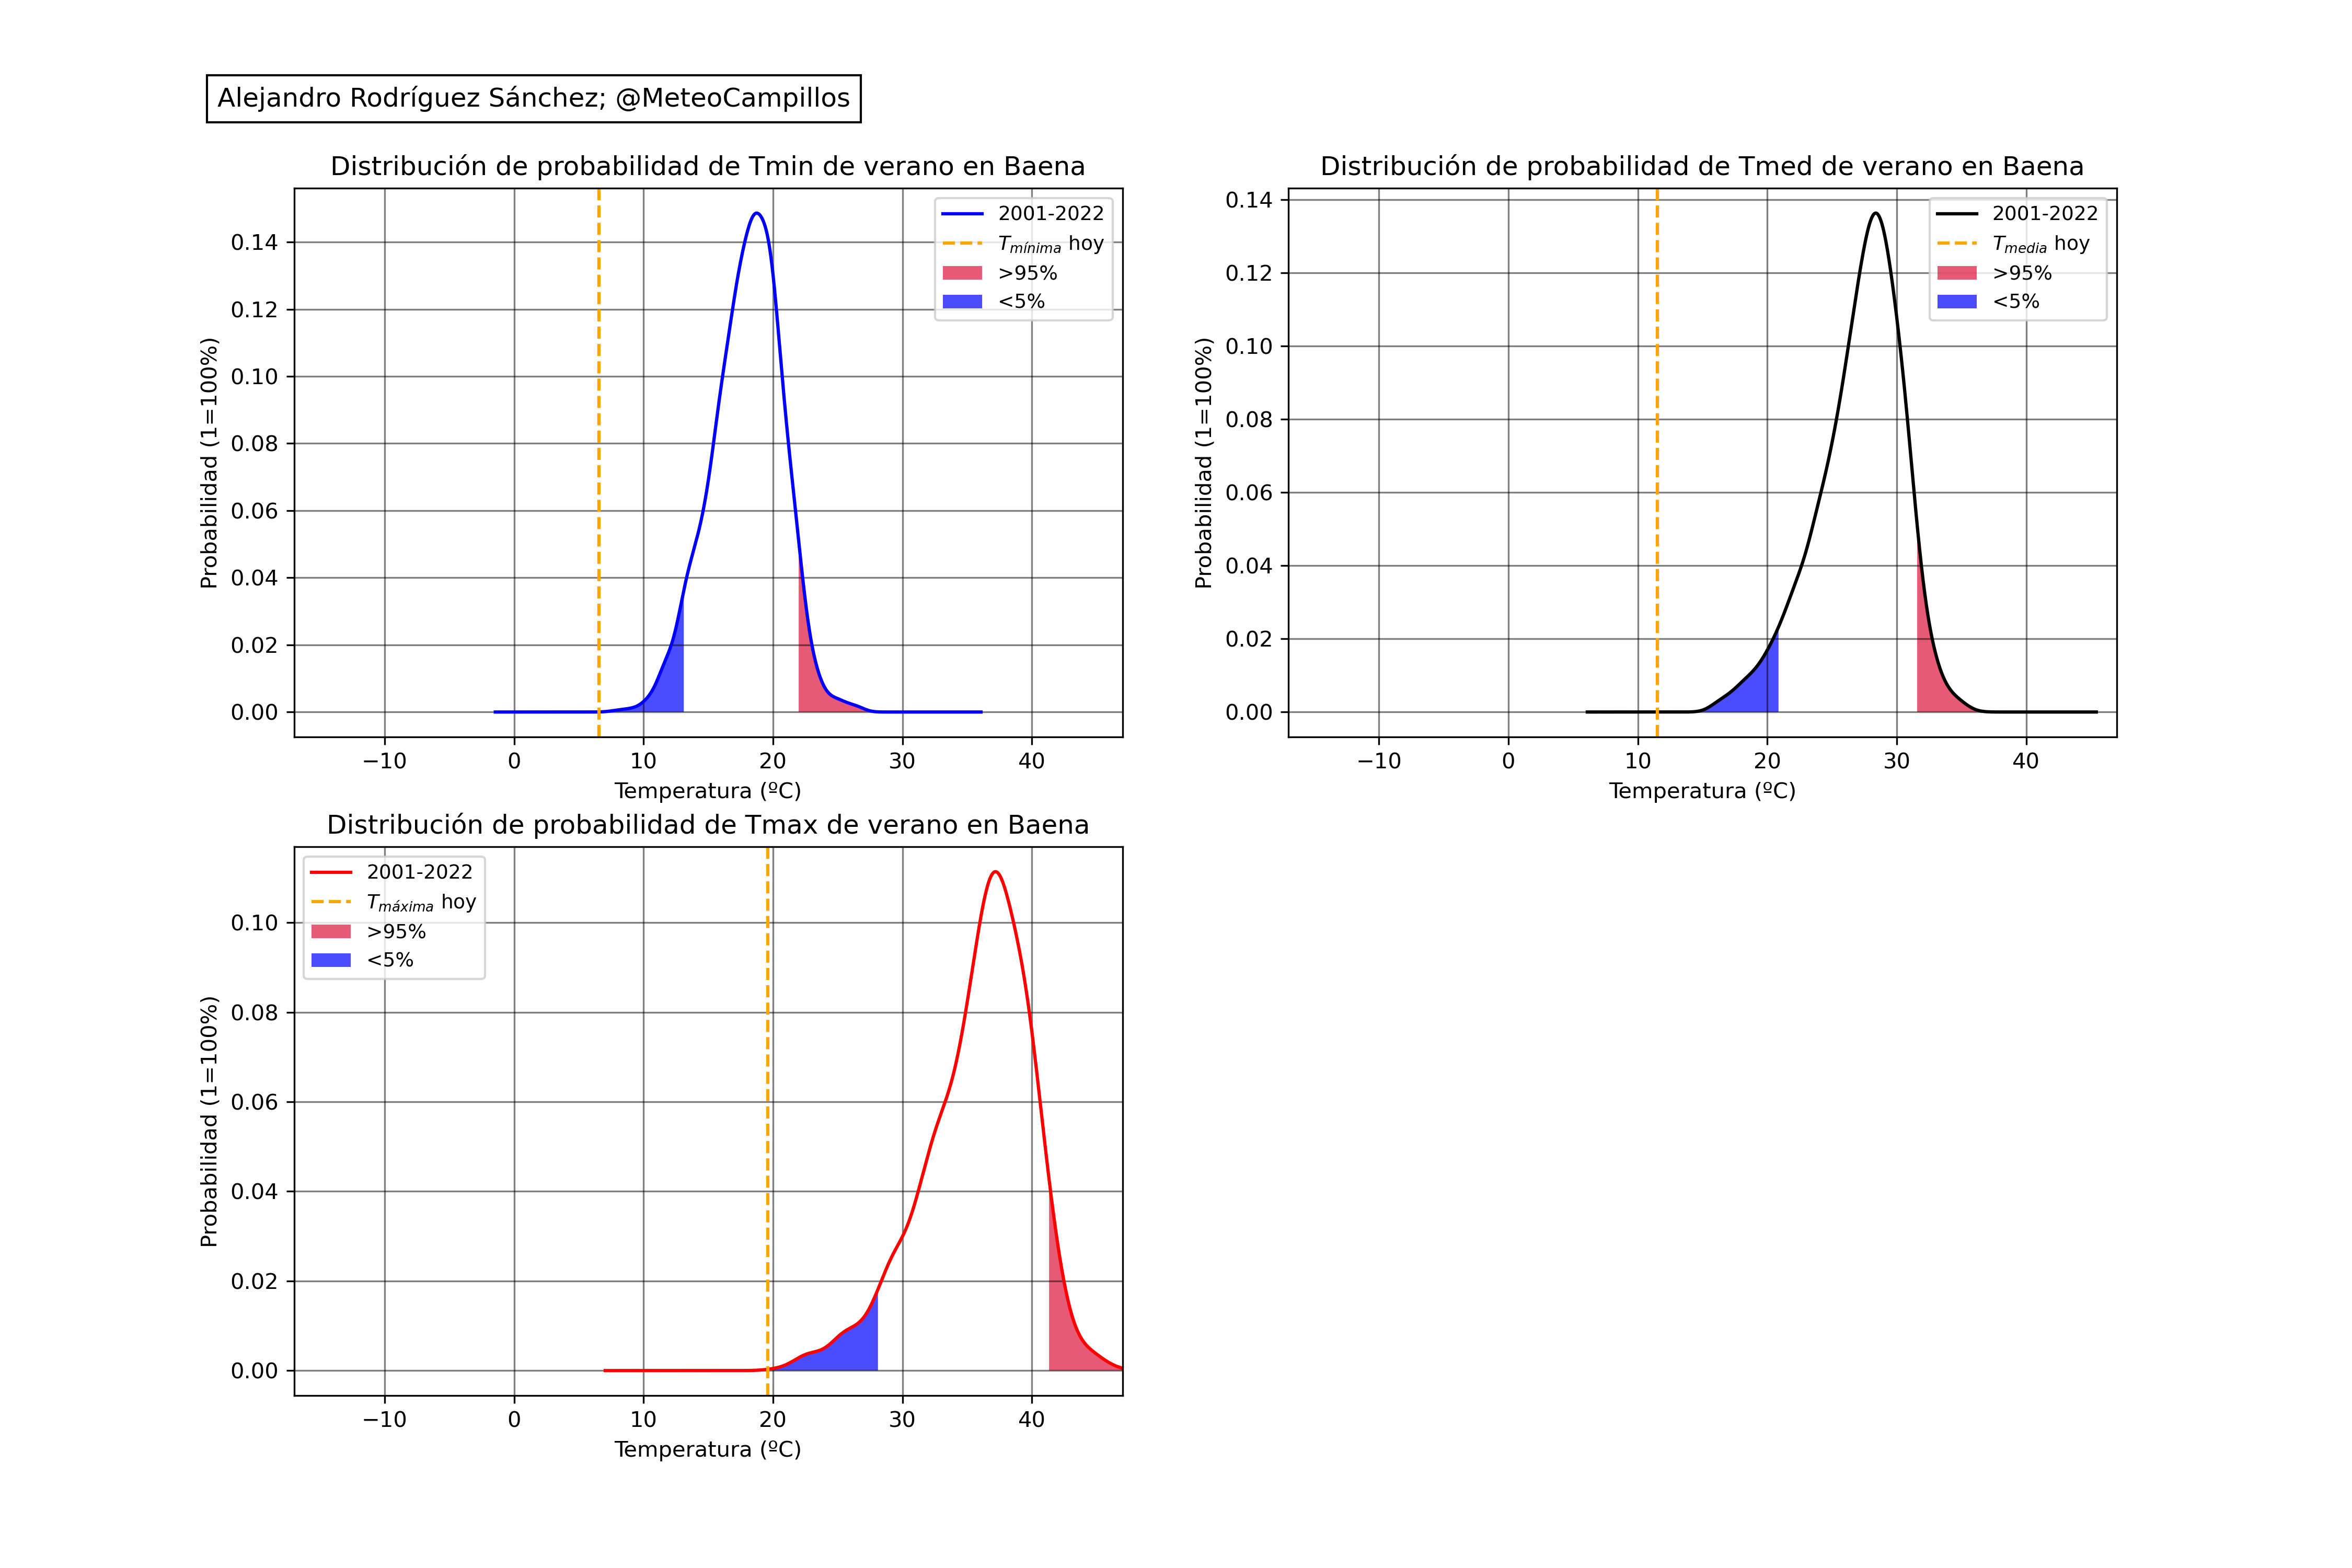 Alejandro Rodríguez Sánchez; @MeteoCampillos
Distribución de probabilidad de Tmin de verano en Baena
Probabilidad (1=100%)
0.14
0.12
0.10
0.08
0.06
0.04
0.02
0.00
2001-2022
Tmínima hoy
>95%
<5%
−10 0 10 20 30 40
Temperatura (ºC)
Distribución de probabilidad de Tmed de verano en Baena
Probabilidad (1=100%)
0.14
0.12
0.10
0.08
0.06
0.04
0.02
0.00
2001-2022
Tmedia hoy
>95%
<5%
−10 0 10 20 30 40
Temperatura (ºC)
Distribución de probabilidad de Tmax de verano en Baena
Probabilidad (1=100%)
0.10
0.08
0.06
0.04
0.02
0.00
2001-2022
Tmáxima hoy
>95%
<5%
−10 0 10 20 30 40
Temperatura (ºC)